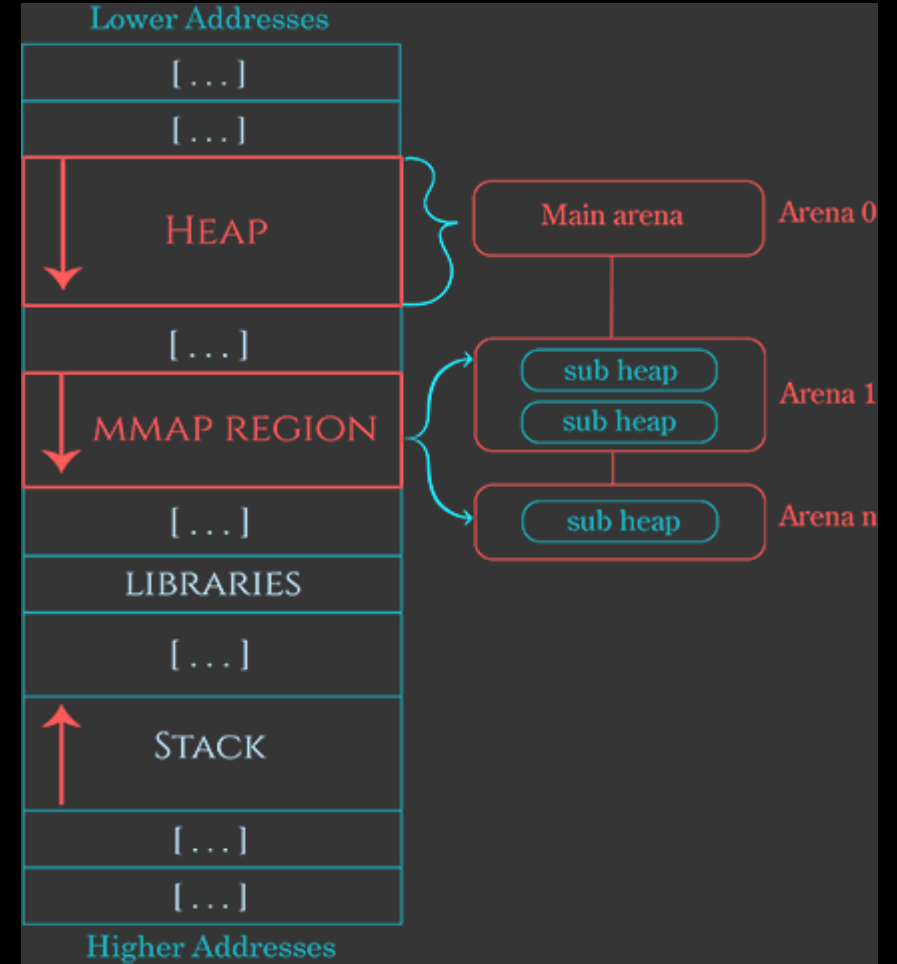 Lower Addresses
[ . . . ]
[ . . . ]
HEAP
Main arena
Arena 0
[ . . . ]
sub heap
sub heap
Arena 1
MMAP REGION
[ . . . ]
sub heap
Arena n
LIBRARIES
[ . . . ]
STACK
[ . . . ]
[ . . . ]
Higher Addresses